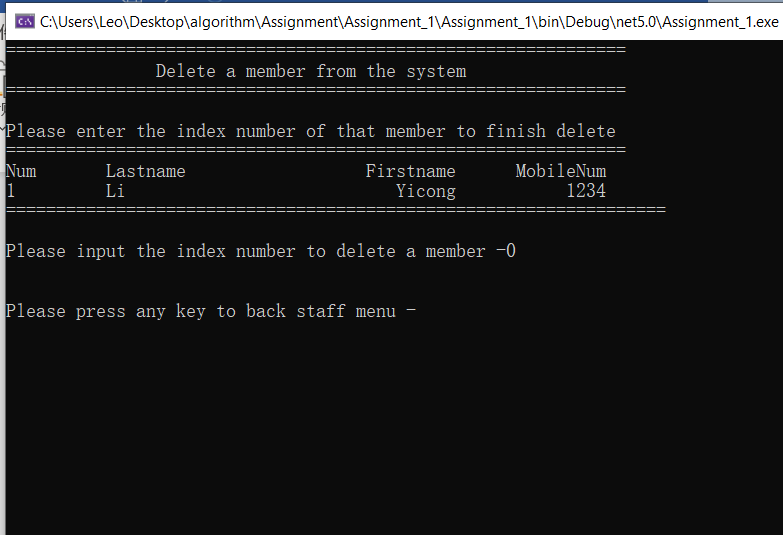 C:\Users\Leo\Desktop\algorithm\Assignment\Assignment_1\Assignment_1\bin\Debug\net5.0\Assignment_1.exe
==============================================================
Delete a member from the system
==============================================================
Please enter the index number of that member to finish delete
==============================================================
Num Lastname Firstname MobileNum
1 Li Yicong 1234
==================================================================
Please input the index number to delete a member -0
Please press any key to back staff menu -